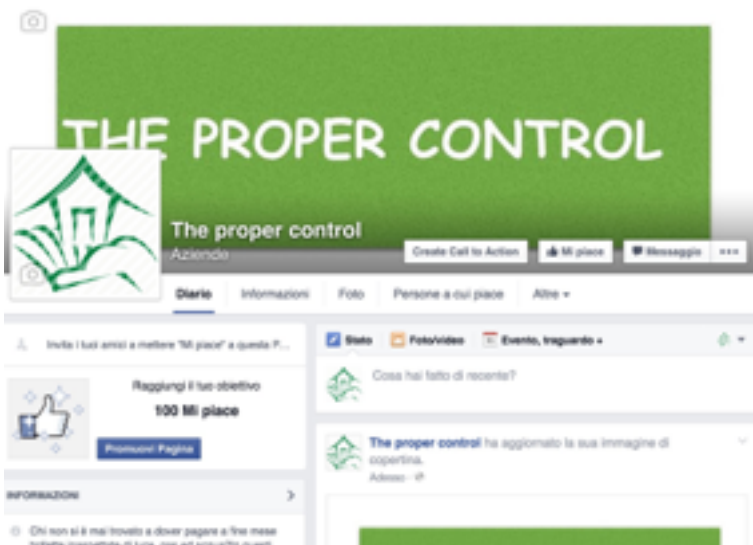 THE PROPER CONTROL
The proper control
Aziende
Create Call to Action
Mi piace
Messaggio
Diario
Informazioni
Foto
Persone a cui piace
Altre
Invita i tuoi amici a mettere "Mi piace" a questa P...
Raggiungi il tuo obiettivo
100 Mi piace
Promuovi Pagina
INFORMAZIONI
Chi non si è mai trovato a dover pagare a fine mese
Stato
Foto/video
Evento, traguardo +
Cosa hai fatto di recente?
The proper control ha aggiornato la sua immagine di
copertina.
Adesso